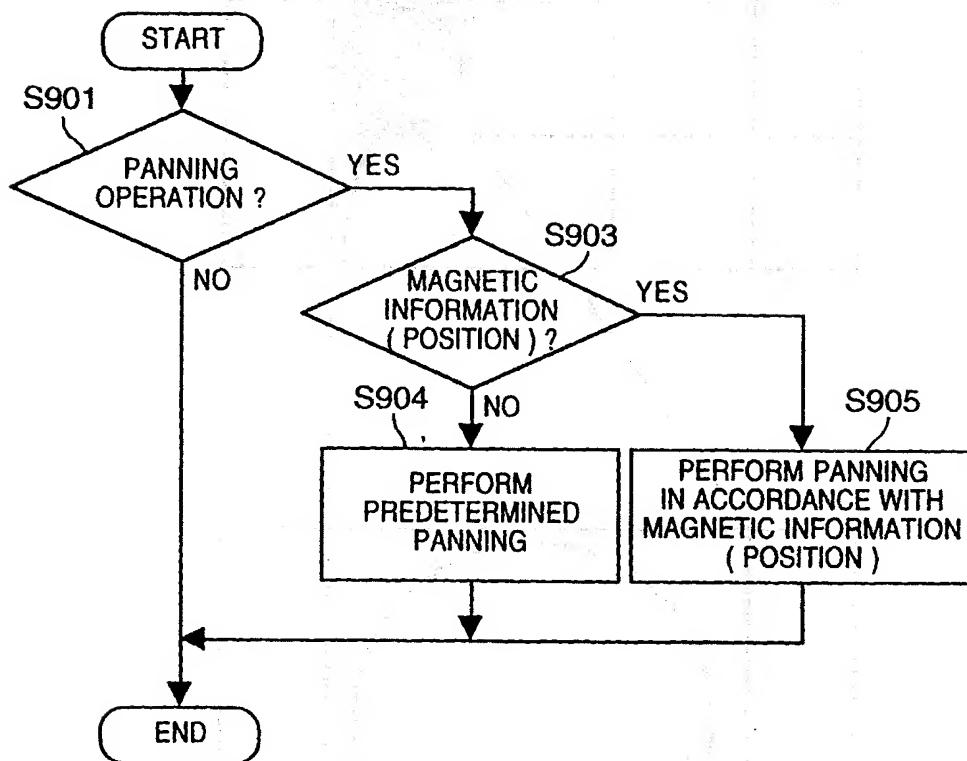 START
S901
PANNING
OPERATION ?
YES
NO
S903
MAGNETIC
INFORMATION
( POSITION ) ?
YES
NO
S904
PERFORM
PREDETERMINED
PANNING
S905
PERFORM PANNING
IN ACCORDANCE WITH
MAGNETIC INFORMATION
( POSITION )
END